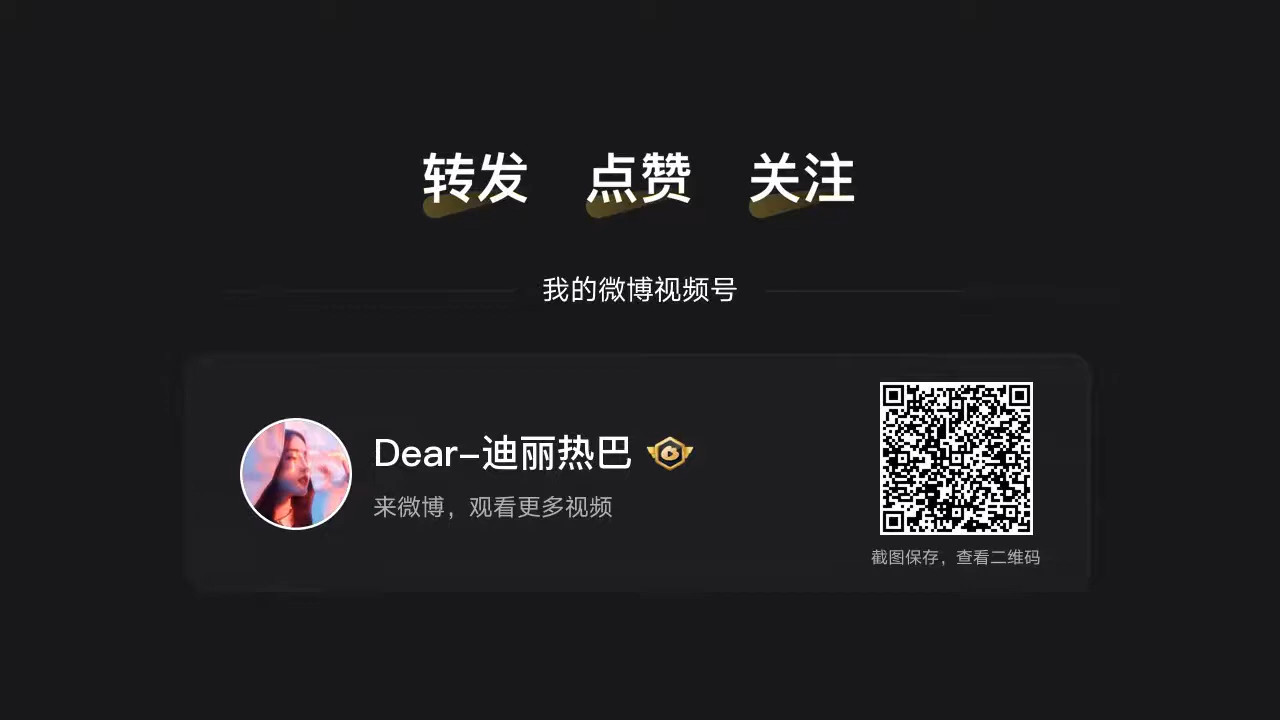 转发 点赞 关注
我的微博视频号
Dear-迪丽热巴
来微博，观看更多视频
截图保存，查看二维码